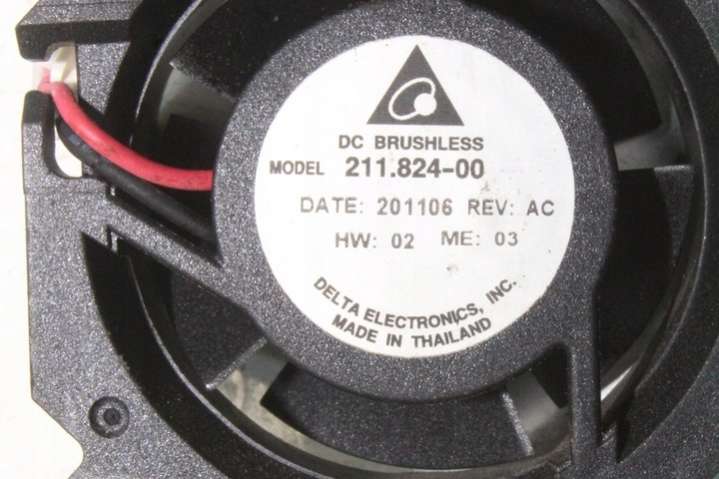 DC BRUSHLESS
MODEL 211.824-00
DATE: 201106 REV: AC
HW: 02 ME: 03
DELTA ELECTRONICS, INC.
MADE IN THAILAND